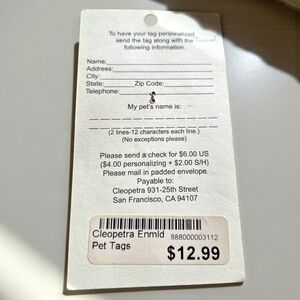 To have your tag personalized
send the tag along with the
following information.
Name
Address:
City:
State: Zip Code:
Telephone:
My pet's name is:
(2 lines-12 characters each line.)
(No exceptions please)
Please send a check for $6.00 US
($4.00 personalizing + $2.00 S/H)
Please mail in padded envelope.
Payable to:
Cleopetra 931-25th Street
San Francisco, CA 94107
Cleopetra Enmld 888000003112
Pet Tags $12.99